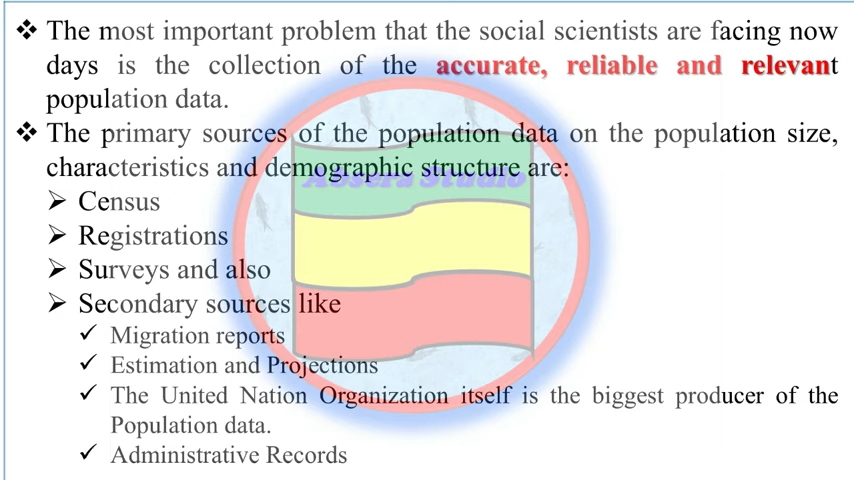 ❖ The most important problem that the social scientists are facing now
days is the collection of the accurate, reliable and relevant
population data.
❖ The primary sources of the population data on the population size,
characteristics and demographic structure are:
➢ Census
➢ Registrations
➢ Surveys and also
➢ Secondary sources like
✓ Migration reports
✓ Estimation and Projections
✓ The United Nation Organization itself is the biggest producer of the
Population data.
✓ Administrative Records
Studio